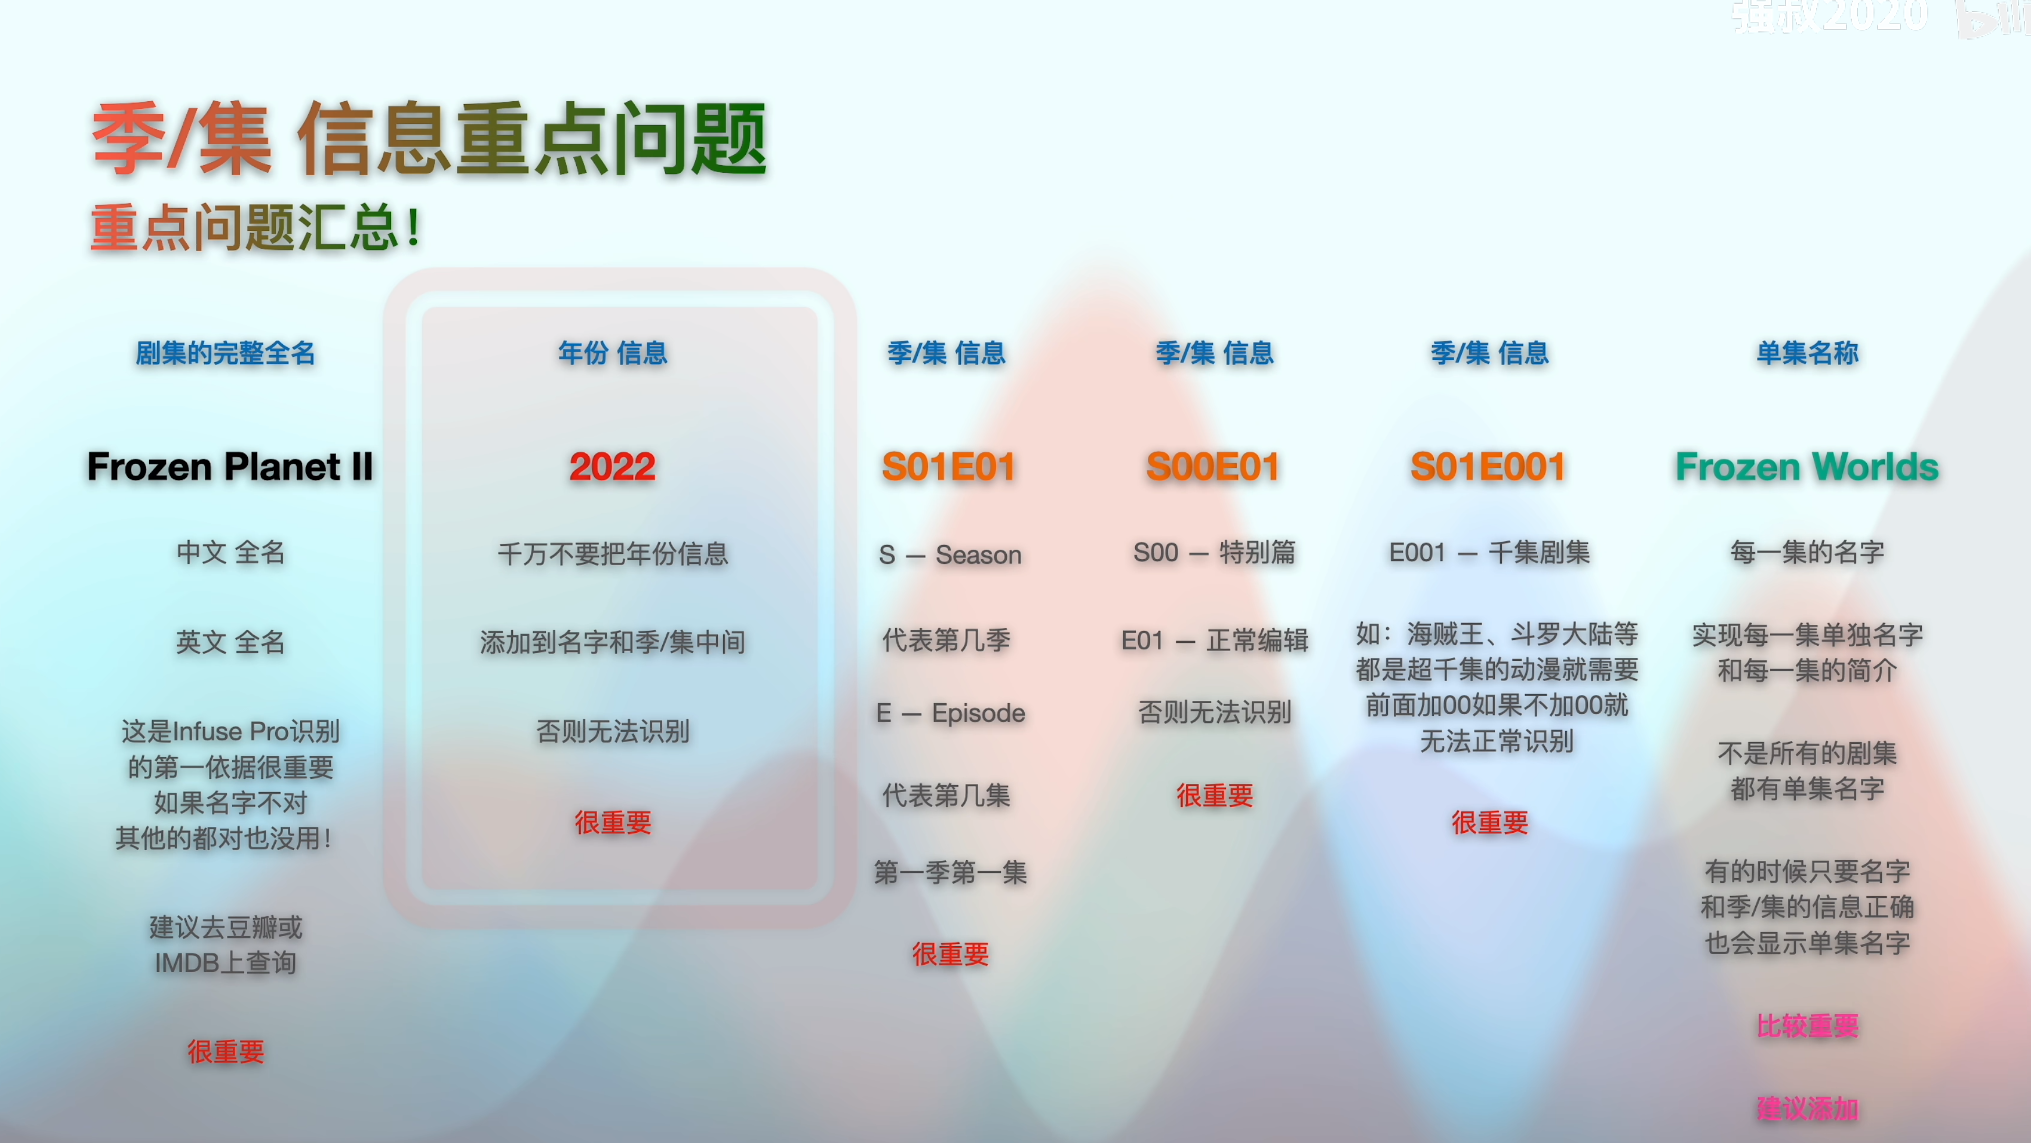 强叔2020 bili
季/集 信息重点问题
重点问题汇总！
剧集的完整全名
Frozen Planet II
中文 全名
英文 全名
这是Infuse Pro识别
的第一依据很重要
如果名字不对
其他的都对也没用！
建议去豆瓣或
IMDB上查询
很重要
年份 信息
2022
千万不要把年份信息
添加到名字和季/集中间
否则无法识别
很重要
季/集 信息
S01E01
S — Season
代表第几季
E — Episode
代表第几集
第一季第一集
很重要
季/集 信息
S00E01
S00 — 特别篇
E01 — 正常编辑
否则无法识别
很重要
季/集 信息
S01E001
E001 — 千集剧集
如：海贼王、斗罗大陆等
都是超千集的动漫就需要
前面加00如果不加00就
无法正常识别
很重要
单集名称
Frozen Worlds
每一集的名字
实现每一集单独名字
和每一集的简介
不是所有的剧集
都有单集名字
有的时候只要名字
和季/集的信息正确
也会显示单集名字
比较重要
建议添加